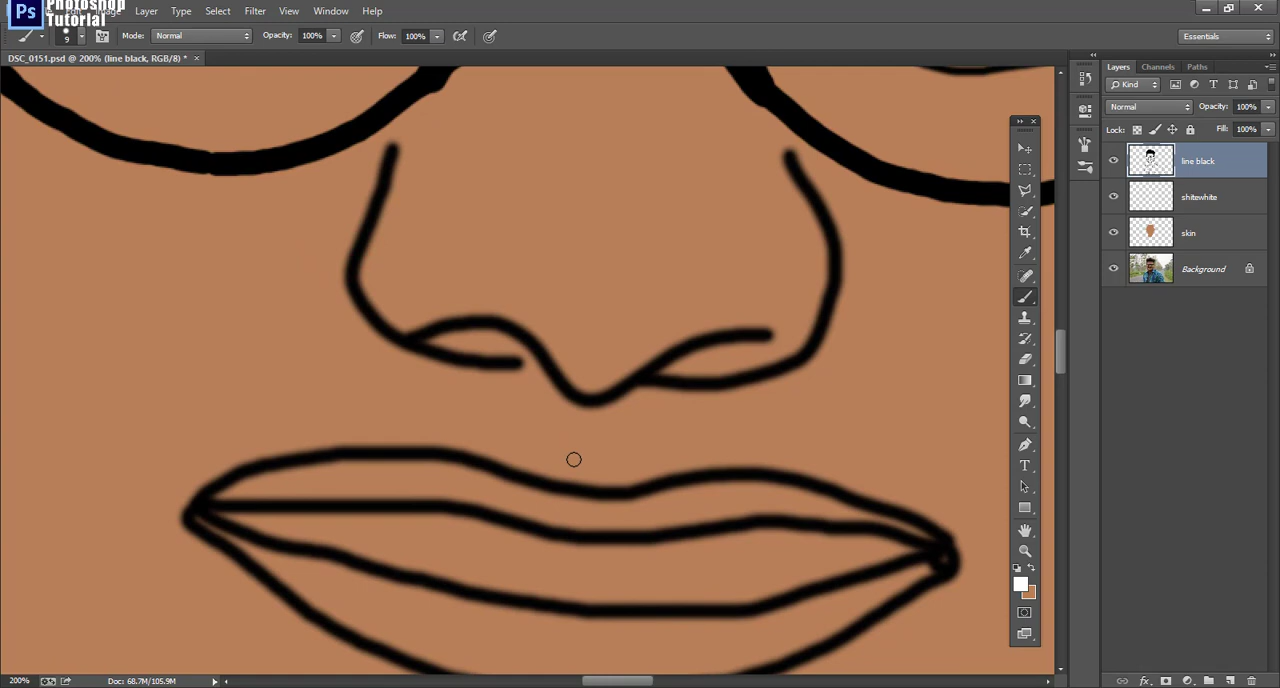 Ps Photoshop Tutorial
Image Layer Type Select Filter View Window Help
9 Mode: Normal Opacity: 100% Flow: 100% Essentials
DSC_0151.psd @ 200% (line black, RGB/8) * ×
Layers Channels Paths
Kind
Normal Opacity: 100%
Lock: Fill: 100%
line black
shitewhite
skin
Background
200% Doc: 68.7M/105.9M